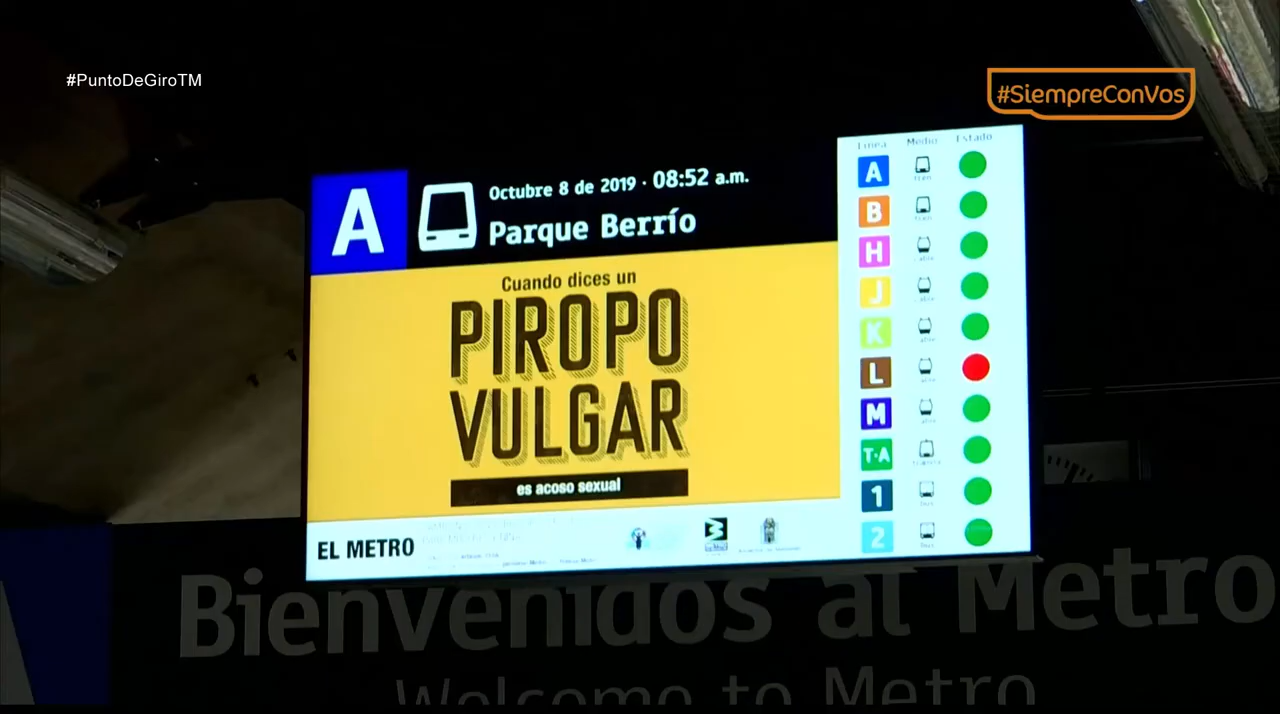 #PuntoDeGiroTM
#SiempreConVos
A
Octubre 8 de 2019 · 08:52 a.m.
Parque Berrío
Cuando dices un
PIROPO
VULGAR
es acoso sexual
EL METRO
Línea Medio Estado
A
B
H
J
K
L
M
T-A
1
2
Bienvenidos al Metro
Welcome to Metro